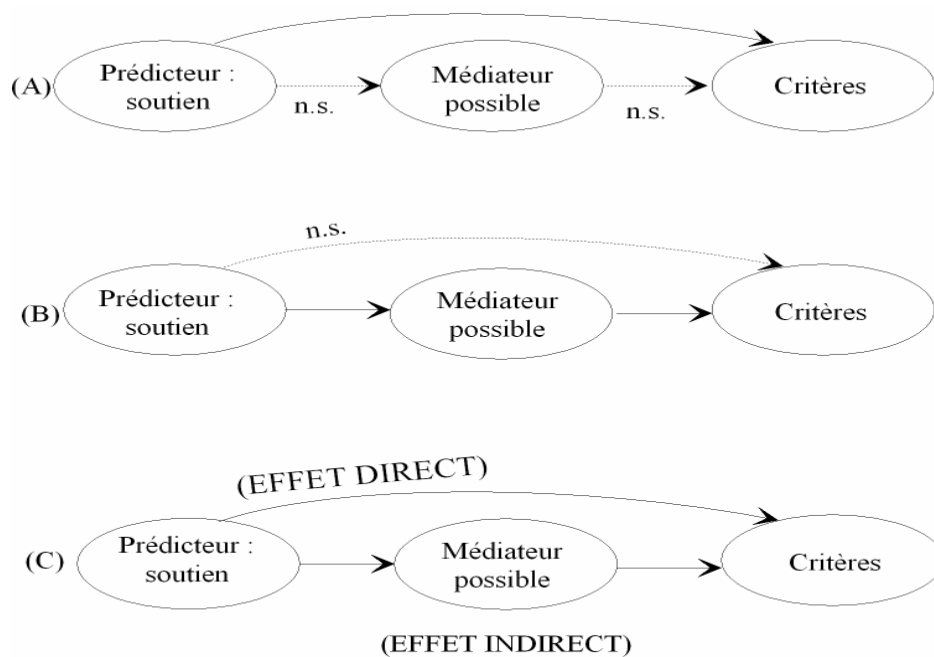 (A)
Prédicteur :
soutien
n.s.
Médiateur
possible
n.s.
Critères
n.s.
(B)
Prédicteur :
soutien
Médiateur
possible
Critères
(EFFET DIRECT)
(C)
Prédicteur :
soutien
Médiateur
possible
Critères
(EFFET INDIRECT)